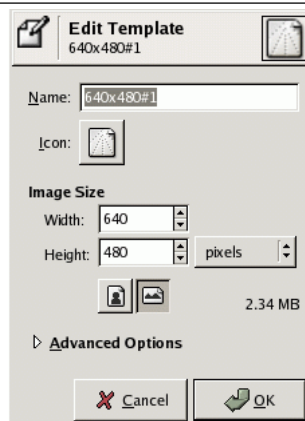 Edit Template
640x480#1
Name: 640x480#1
Icon:
Image Size
Width: 640
Height: 480 pixels
2.34 MB
Advanced Options
Cancel OK